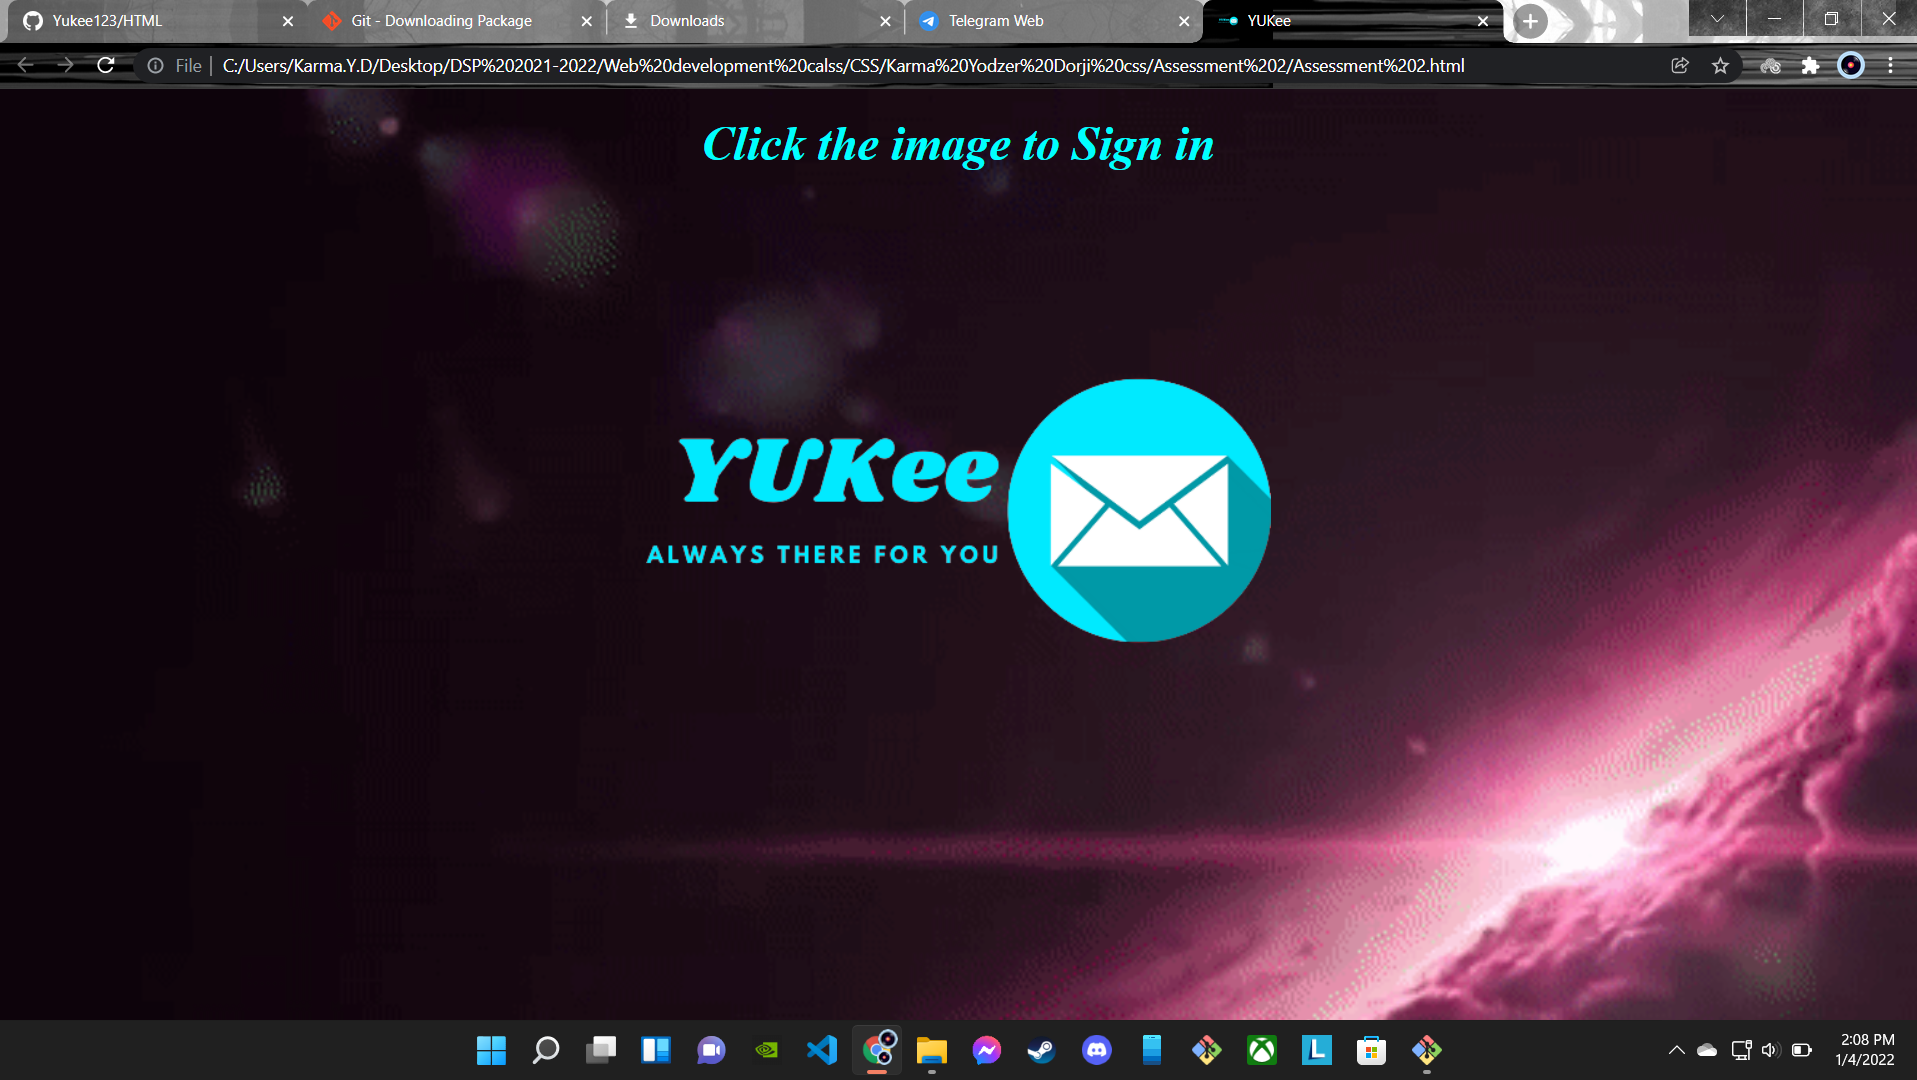 Yukee123/HTML
Git - Downloading Package
Downloads
Telegram Web
YUKee
File
C:/Users/Karma.Y.D/Desktop/DSP%202021-2022/Web%20development%20calss/CSS/Karma%20Yodzer%20Dorji%20css/Assessment%202/Assessment%202.html
Click the image to Sign in
YUKee
ALWAYS THERE FOR YOU
L
2:08 PM
1/4/2022